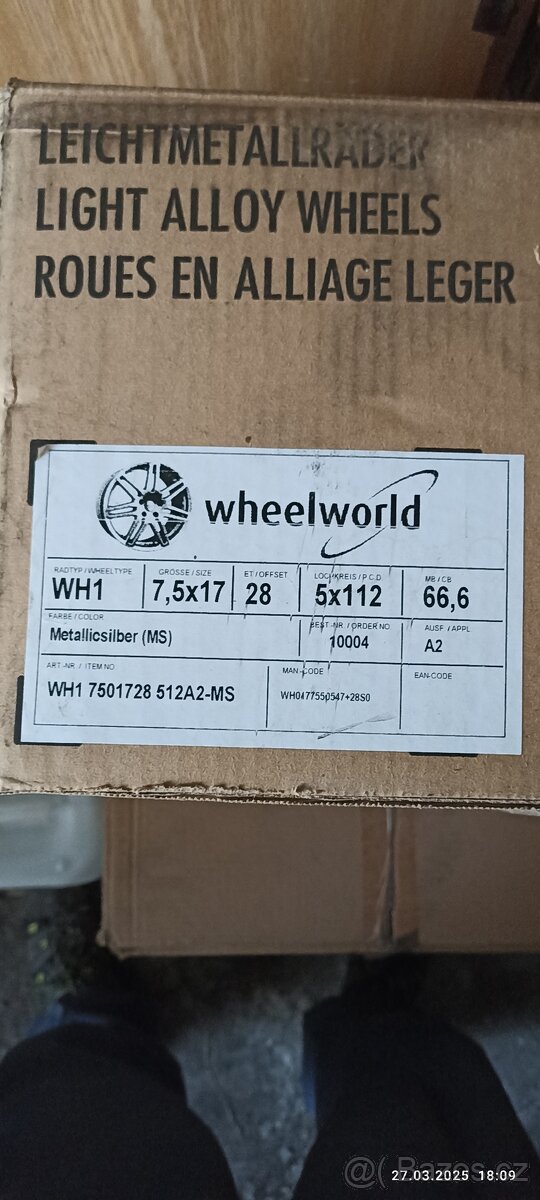 LEICHTMETALLRÄDER
LIGHT ALLOY WHEELS
ROUES EN ALLIAGE LEGER
wheelworld
RADTYP / WHEELTYPE GRÖSSE / SIZE ET / OFFSET LOCHKREIS / P.C.D MB / CB
WH1 7,5x17 28 5x112 66,6
FARBE / COLOR BEST.-NR. / ORDER NO AUSF. / APPL
Metallicsilber (MS) 10004 A2
ART.-NR. / ITEM NO MAN.-CODE EAN-CODE
WH1 7501728 512A2-MS WH0477550547+28S0
27.03.2025 18:09